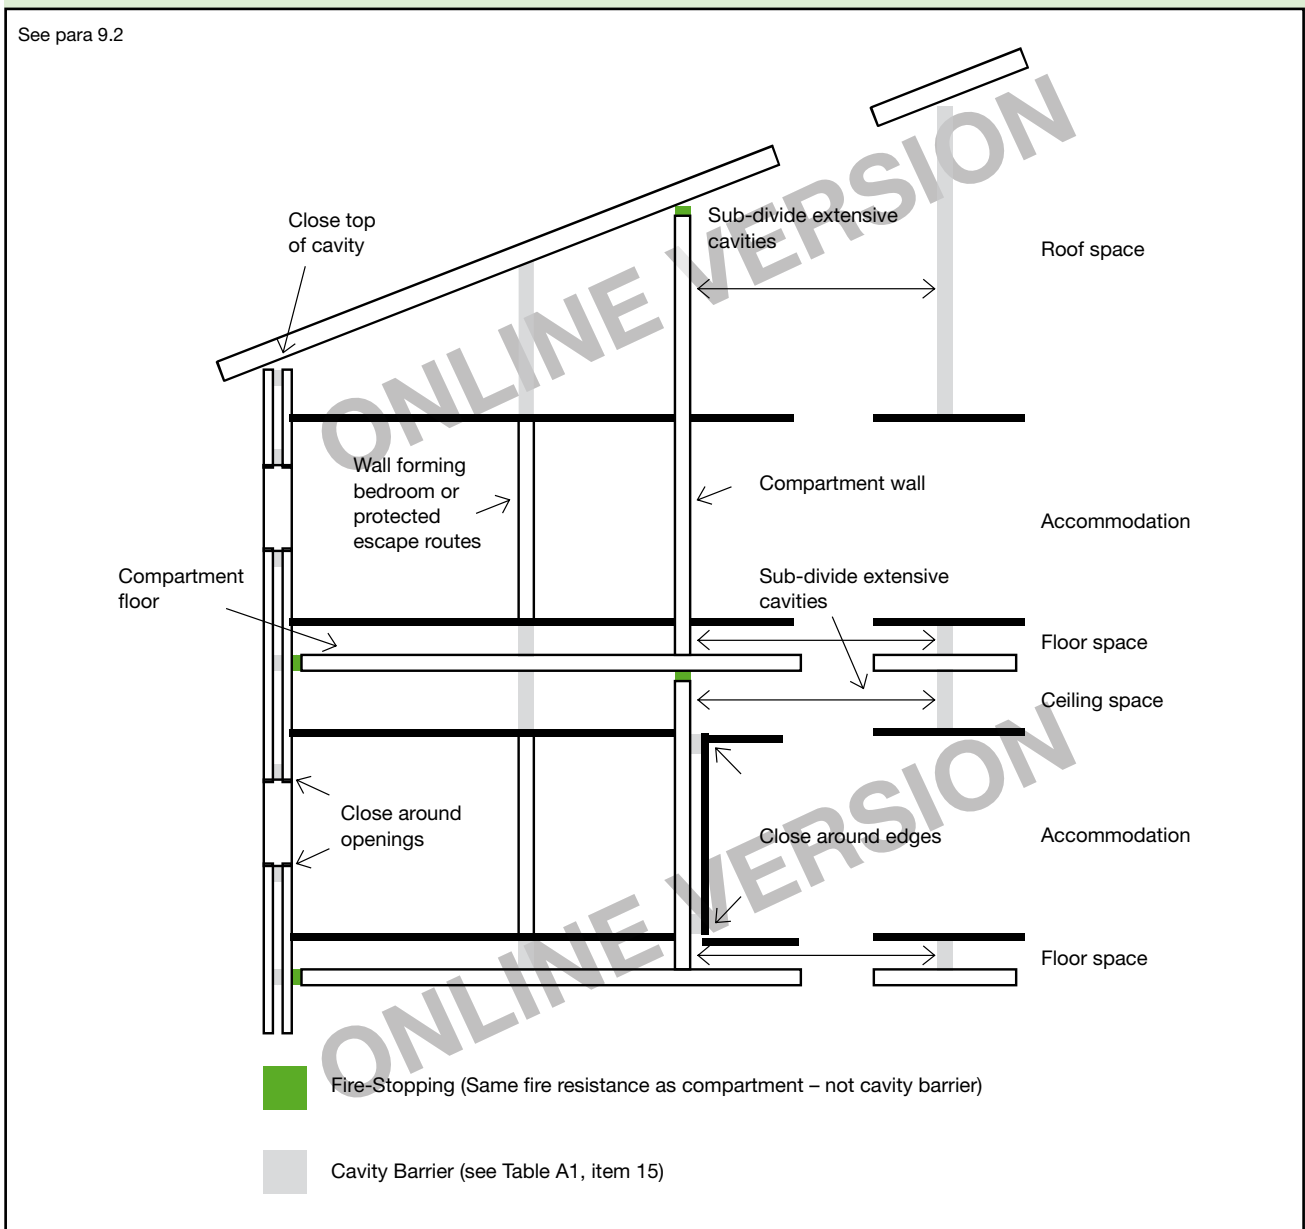 See para 9.2
ONLINE VERSION
Close top
of cavity
Sub-divide extensive
cavities
Roof space
Wall forming
bedroom or
protected
escape routes
Compartment wall
Accommodation
Compartment
floor
Sub-divide extensive
cavities
Floor space
Ceiling space
ONLINE VERSION
Close around
openings
Close around edges
Accommodation
Floor space
Fire-Stopping (Same fire resistance as compartment – not cavity barrier)
Cavity Barrier (see Table A1, item 15)